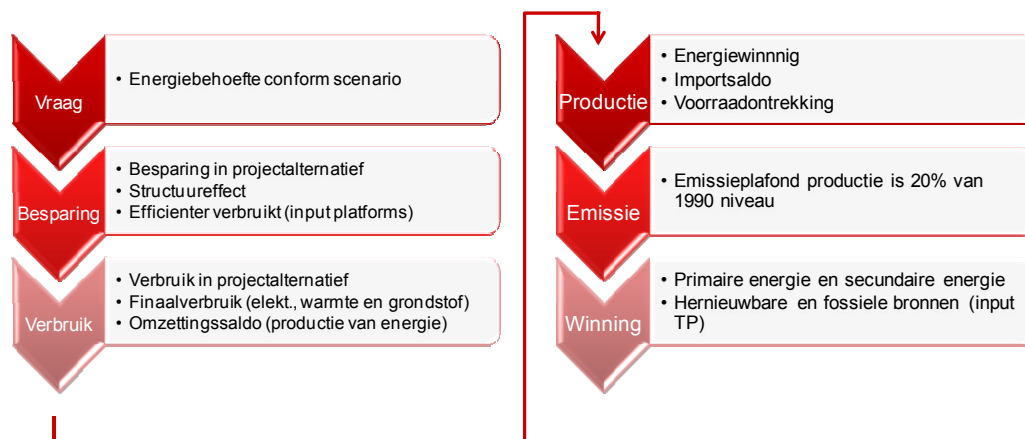 Vraag
• Energiebehoefte conform scenario
Besparing
• Besparing in projectalternatief
• Structuureffect
• Efficienter verbruikt (input platforms)
Verbruik
• Verbruik in projectalternatief
• Finaalverbruik (elekt., warmte en grondstof)
• Omzettingssaldo (productie van energie)
Productie
• Energiewinnnig
• Importsaldo
• Voorraadontrekking
Emissie
• Emissieplafond productie is 20% van
1990 niveau
Winning
• Primaire energie en secundaire energie
• Hernieuwbare en fossiele bronnen (input
TP)